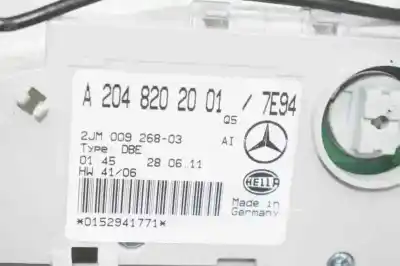 A 204 820 20 01 / 7E94
Q5
2JM 009 268-03 AI
Type DBE
01 45 28 06.11
HW 41/06
HELLA
Made in
Germany
*0152941771*